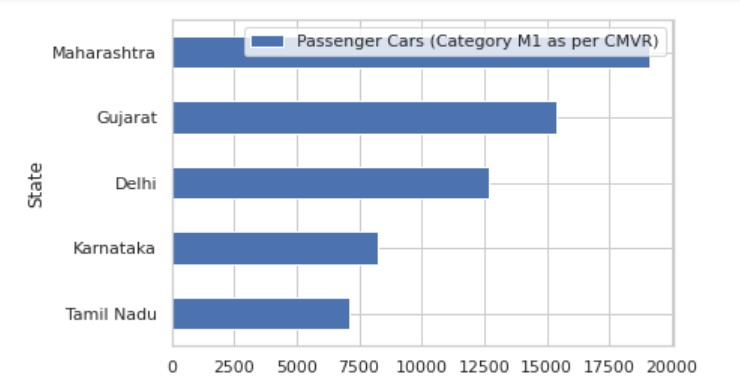 Passenger Cars (Category M1 as per CMVR)
Maharashtra
Gujarat
Delhi
Karnataka
Tamil Nadu
State
0 2500 5000 7500 10000 12500 15000 17500 20000